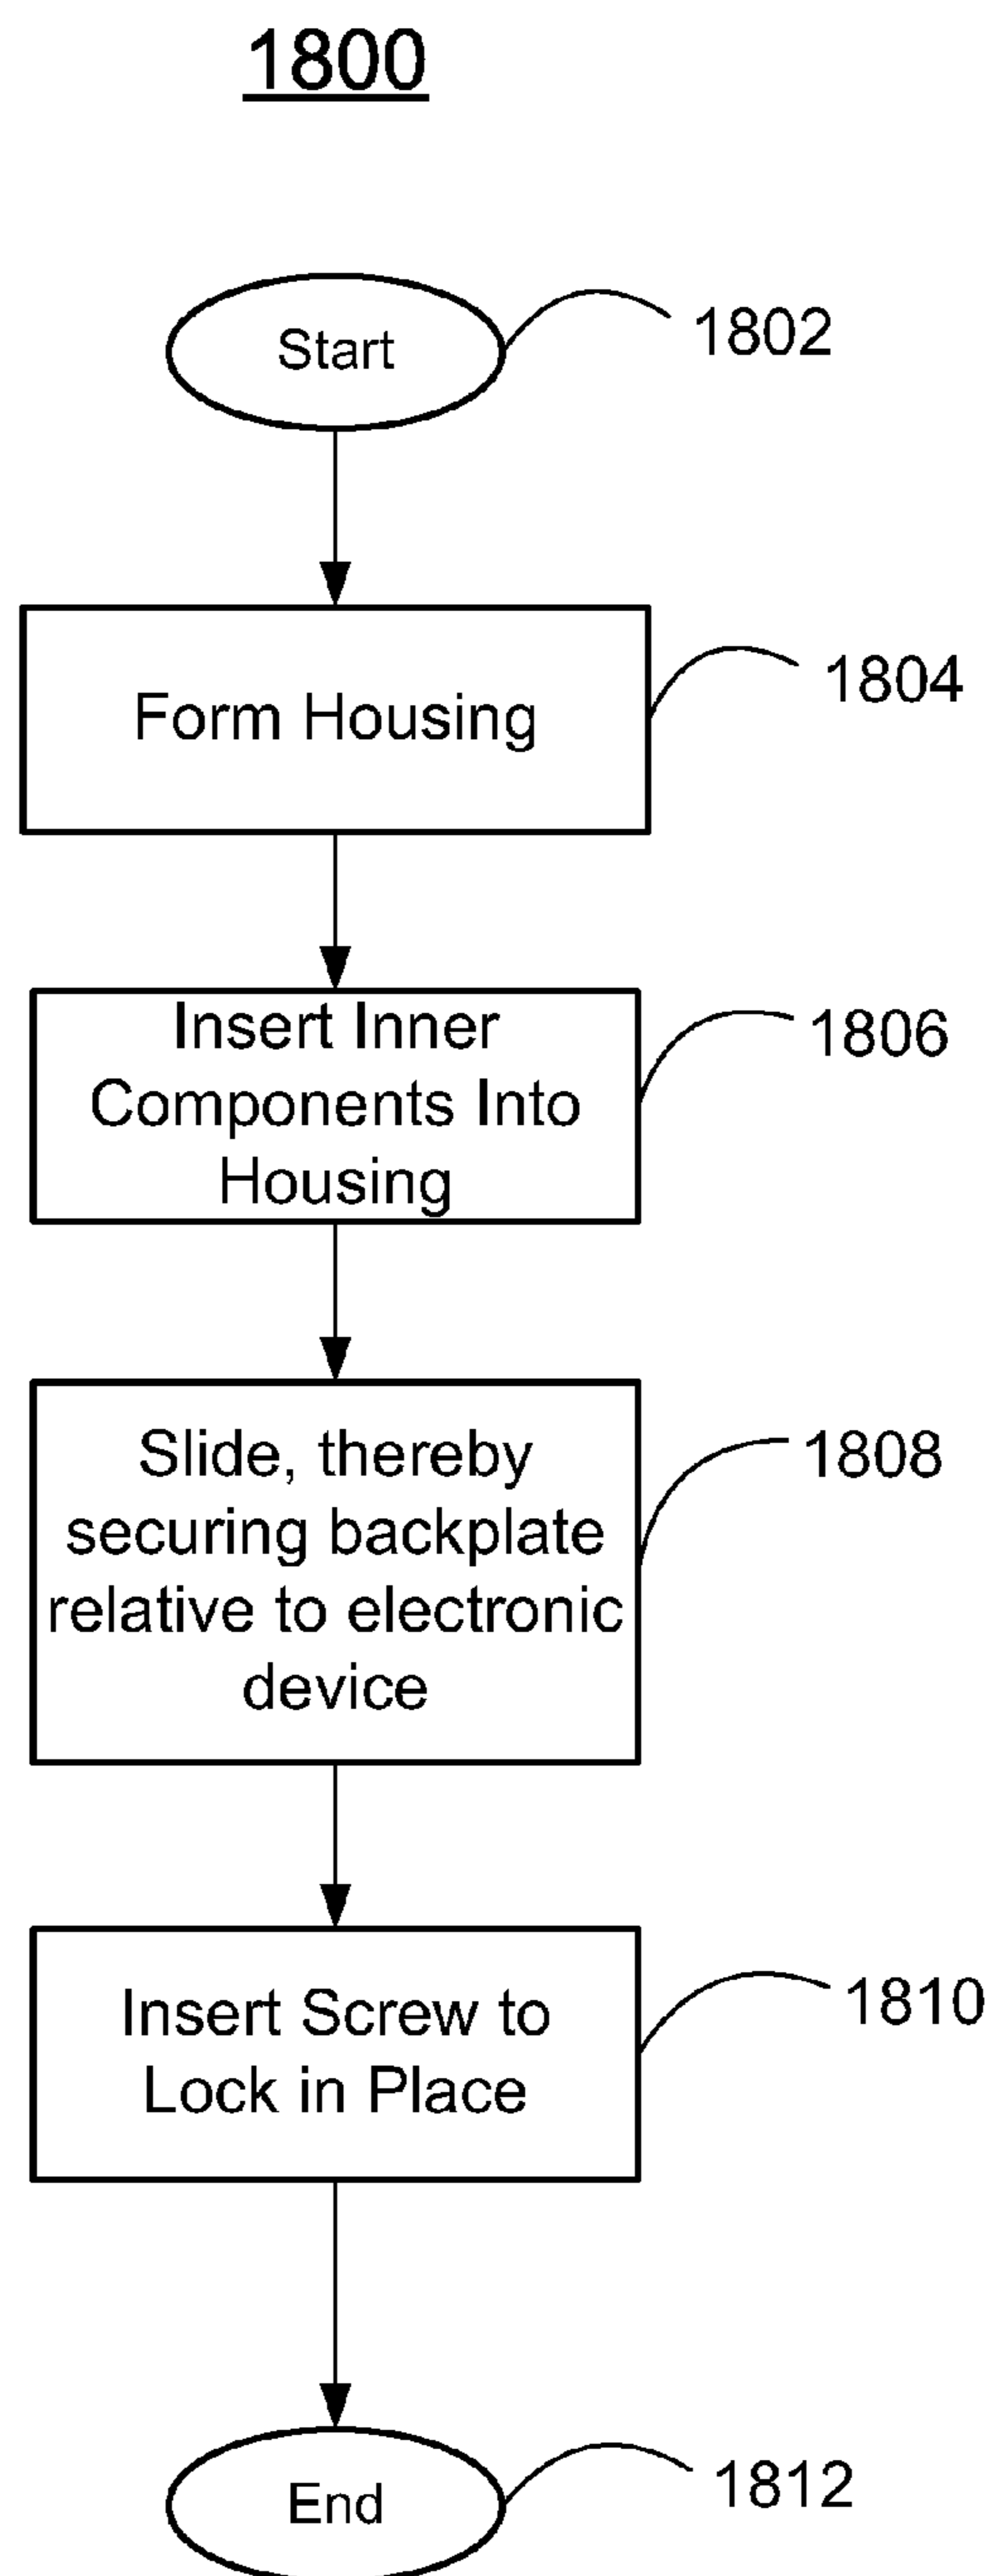 1800
Start
1802
Form Housing
1804
Insert Inner
Components Into
Housing
1806
Slide, thereby
securing backplate
relative to electronic
device
1808
Insert Screw to
Lock in Place
1810
End
1812